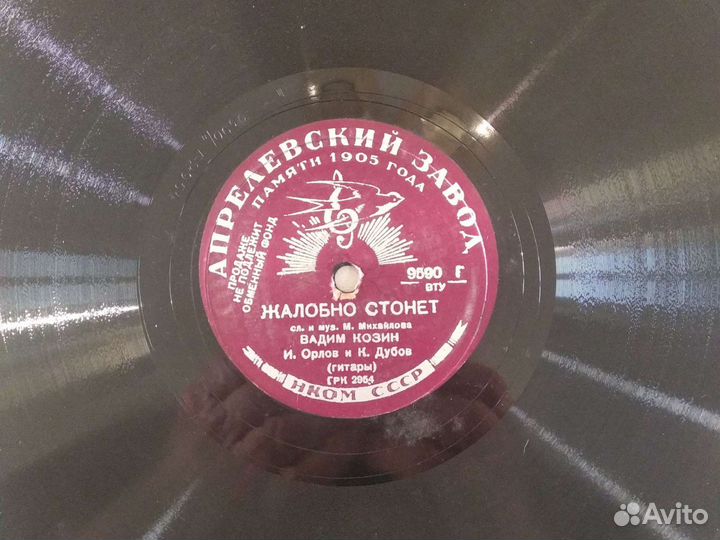 АПРЕЛЕВСКИЙ ЗАВОД
ПАМЯТИ 1905 ГОДА
ПРОДАЖЕ
НЕ ПОДЛЕЖИТ
ОБМЕННЫЙ ФОНД
9590 Г
ВТУ
ЖАЛОБНО СТОНЕТ
сл. и муз. М. Михайлова
ВАДИМ КОЗИН
И. Орлов и К. Дубов
(гитары)
ГРК 2954
НКОМ СССР
Avito